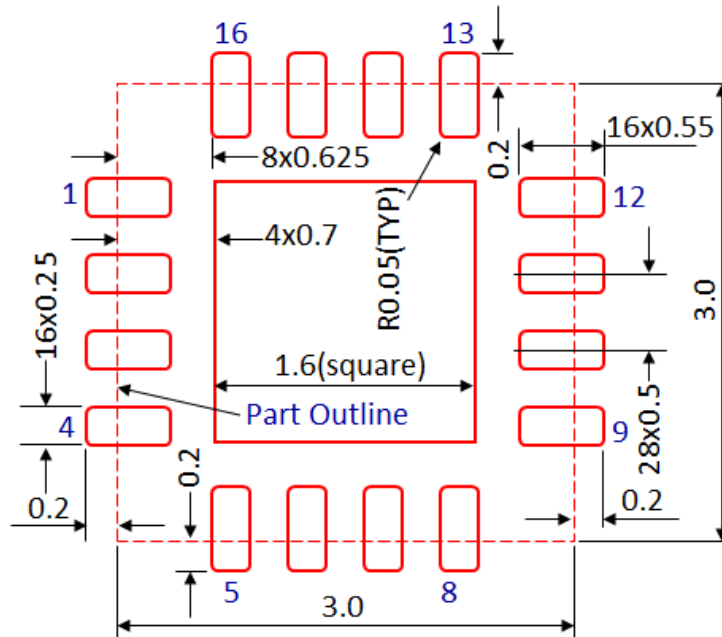 16
13
8x0.625
0.2
16x0.55
1
12
4x0.7
R0.05(TYP)
16x0.25
3.0
1.6(square)
Part Outline
4
9
28x0.5
0.2
0.2
0.2
5
8
3.0